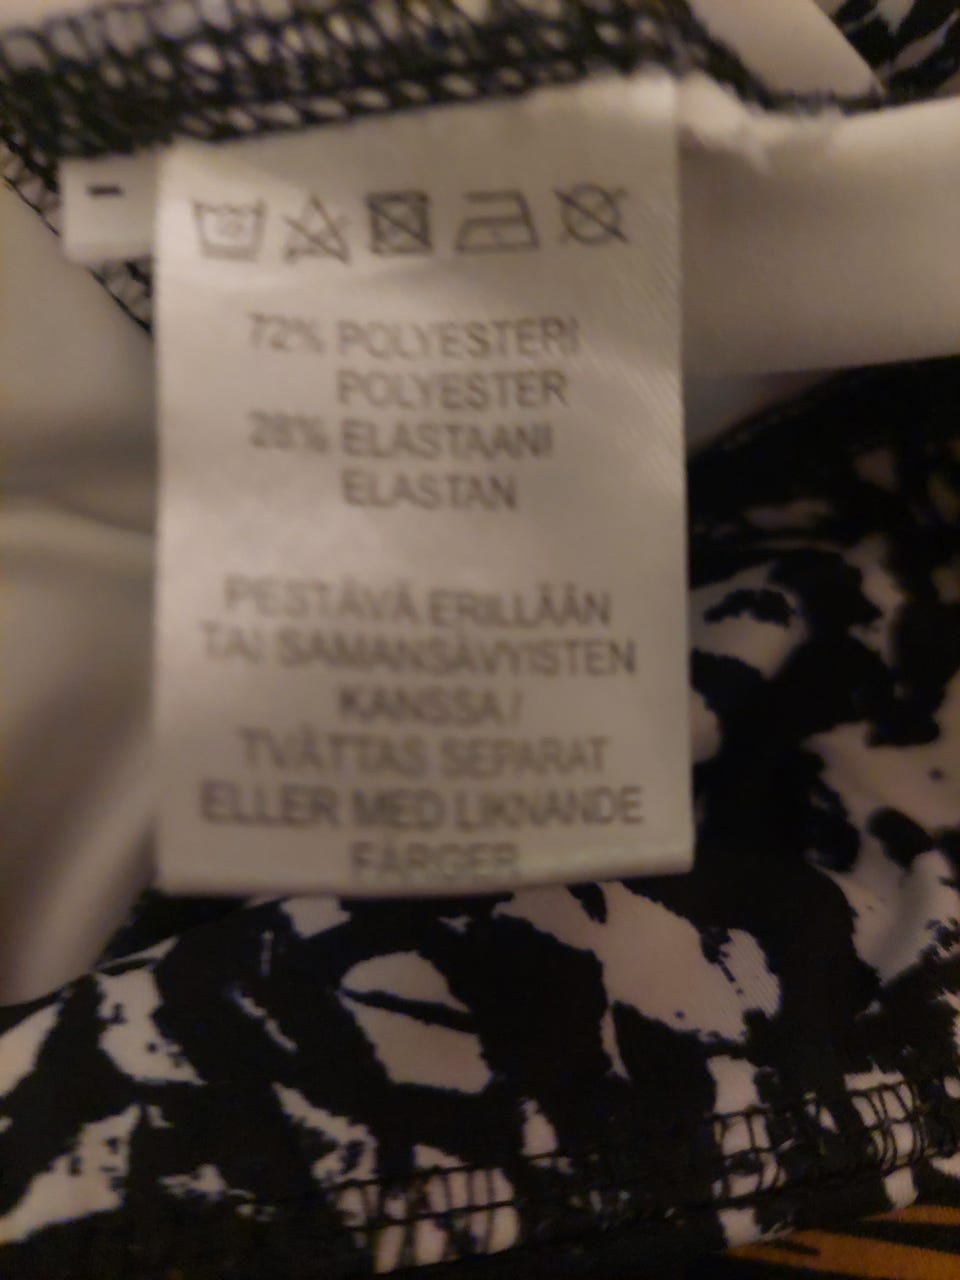 72% POLYESTERI
POLYESTER
28% ELASTAANI
ELASTAN
PESTÄVÄ ERILLÄÄN
TAI SAMANSÄVYISTEN
KANSSA /
TVÄTTAS SEPARAT
ELLER MED LIKNANDE
FÄRGER